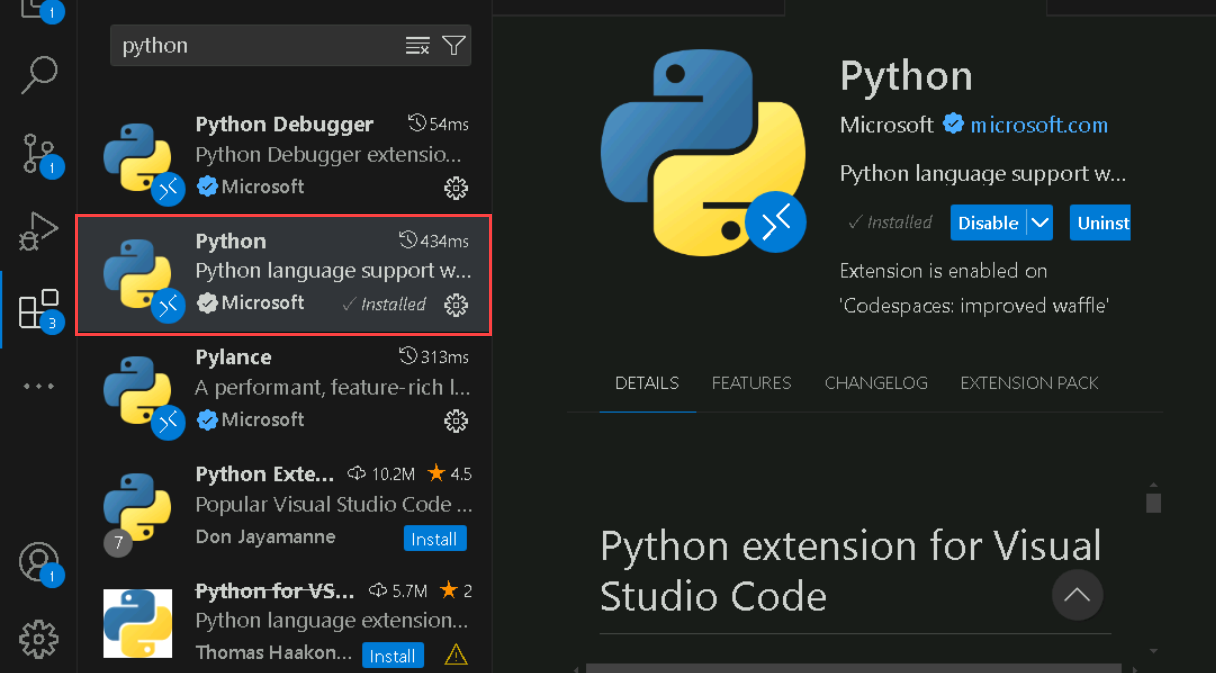 1
python
Python Debugger 54ms
Python Debugger extensio...
Microsoft
1
Python 434ms
Python language support w...
Microsoft ✓ Installed
3
Pylance 313ms
A performant, feature-rich l...
Microsoft
Python Exte... 10.2M ★ 4.5
Popular Visual Studio Code ...
Don Jayamanne Install
7
Python for VS... 5.7M ★ 2
Python language extension...
Thomas Haakon... Install
1
Python
Microsoft microsoft.com
Python language support w...
✓ Installed Disable Uninst
Extension is enabled on
'Codespaces: improved waffle'
DETAILS FEATURES CHANGELOG EXTENSION PACK
Python extension for Visual
Studio Code